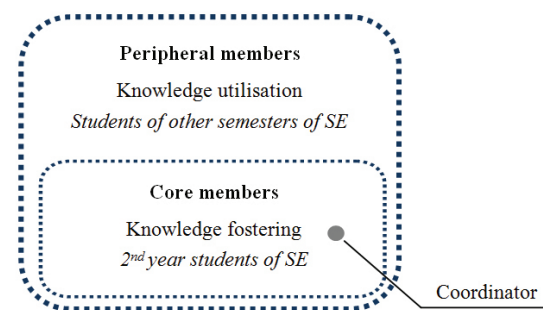 Peripheral members
Knowledge utilisation
Students of other semesters of SE
Core members
Knowledge fostering
2nd year students of SE
Coordinator